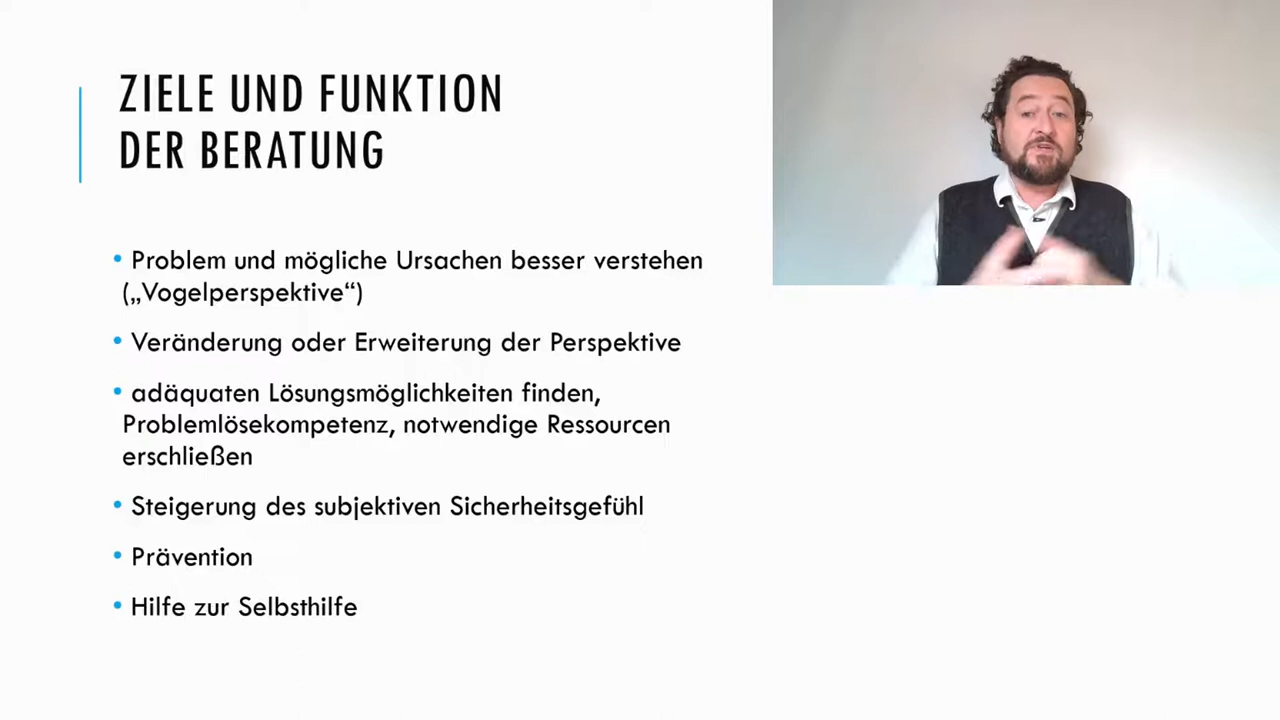 ZIELE UND FUNKTION
DER BERATUNG
• Problem und mögliche Ursachen besser verstehen
(„Vogelperspektive“)
• Veränderung oder Erweiterung der Perspektive
• adäquaten Lösungsmöglichkeiten finden,
Problemlösekompetenz, notwendige Ressourcen
erschließen
• Steigerung des subjektiven Sicherheitsgefühl
• Prävention
• Hilfe zur Selbsthilfe